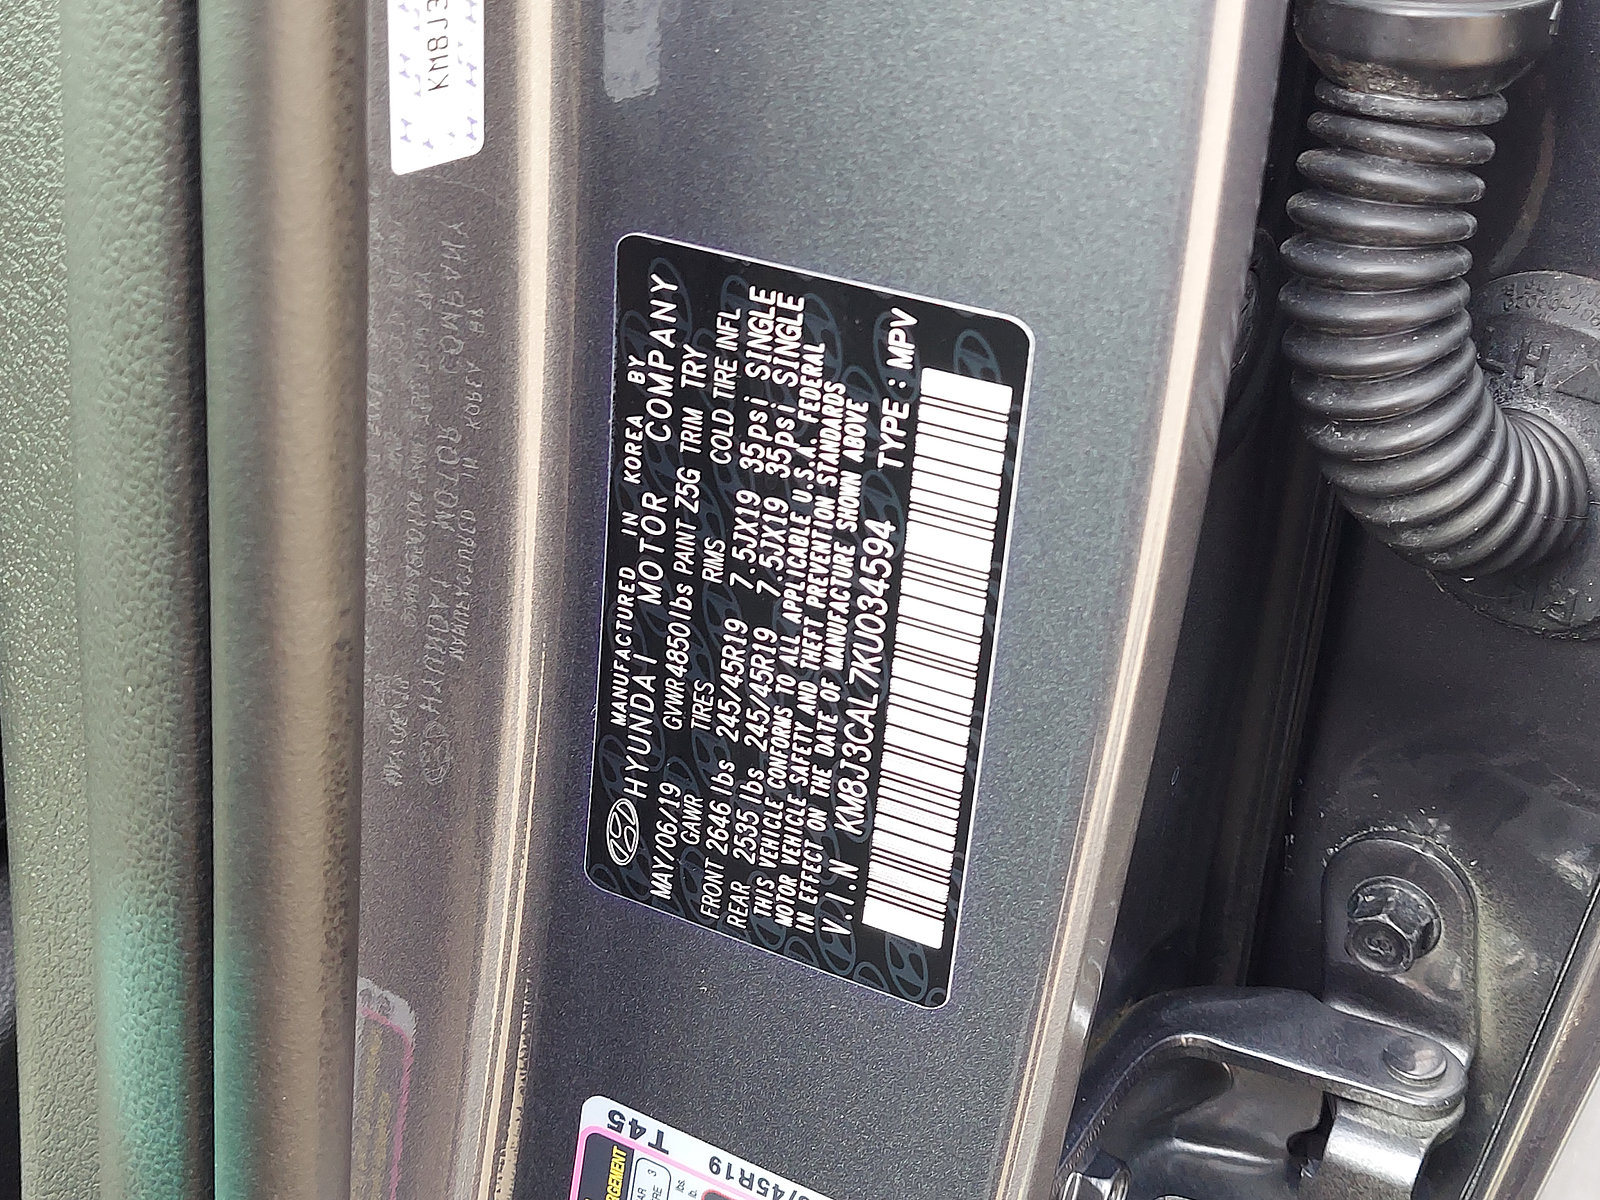 KM8J3
MANUFACTURED IN KOREA BY
HYUNDAI MOTOR COMPANY
MAY/06/19 GVWR 4850lbs PAINT Z5G TRIM TRY
GAWR TIRES RIMS COLD TIRE INFL
FRONT 2646 lbs 245/45R19 7.5JX19 35psi SINGLE
REAR 2535 lbs 245/45R19 7.5JX19 35psi SINGLE
THIS VEHICLE CONFORMS TO ALL APPLICABLE U.S.A FEDERAL
MOTOR VEHICLE SAFETY AND THEFT PREVENTION STANDARDS
IN EFFECT ON THE DATE OF MANUFACTURE SHOWN ABOVE
V.I.N KM8J3CAL7KU034594 TYPE : MPV
T45
/45R19